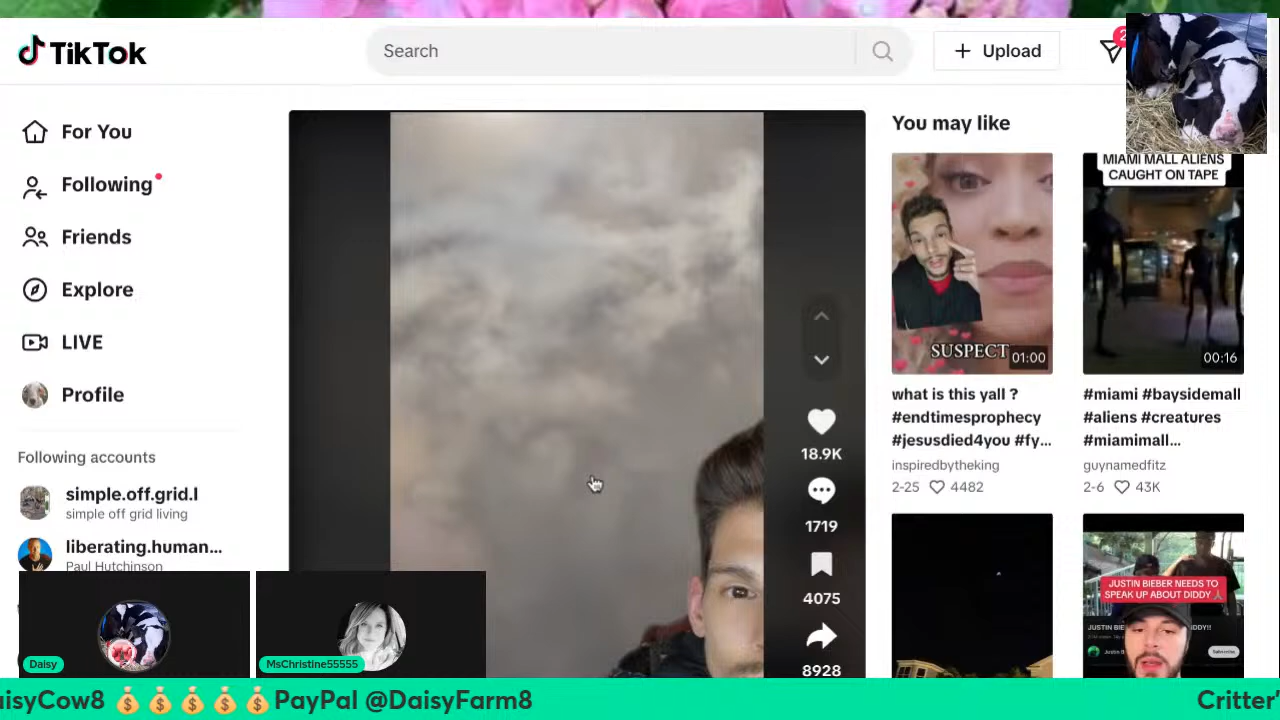 TikTok
Search
Upload
2
For You
Following
Friends
Explore
LIVE
Profile
Following accounts
simple.off.grid.l
simple off grid living
liberating.human...
Paul Hutchinson
18.9K
1719
4075
8928
You may like
SUSPECT
01:00
what is this yall ?
#endtimesprophecy
#jesusdied4you #fy...
inspiredbytheking
2-25 4482
MIAMI MALL ALIENS
CAUGHT ON TAPE
00:16
#miami #baysidemall
#aliens #creatures
#miamimall...
guynamedfitz
2-6 43K
JUSTIN BIEBER NEEDS TO
SPEAK UP ABOUT DIDDY
Daisy
MsChristine55555
aisyCow8 💰 💰 💰 💰 💰 PayPal @DaisyFarm8
Critter'